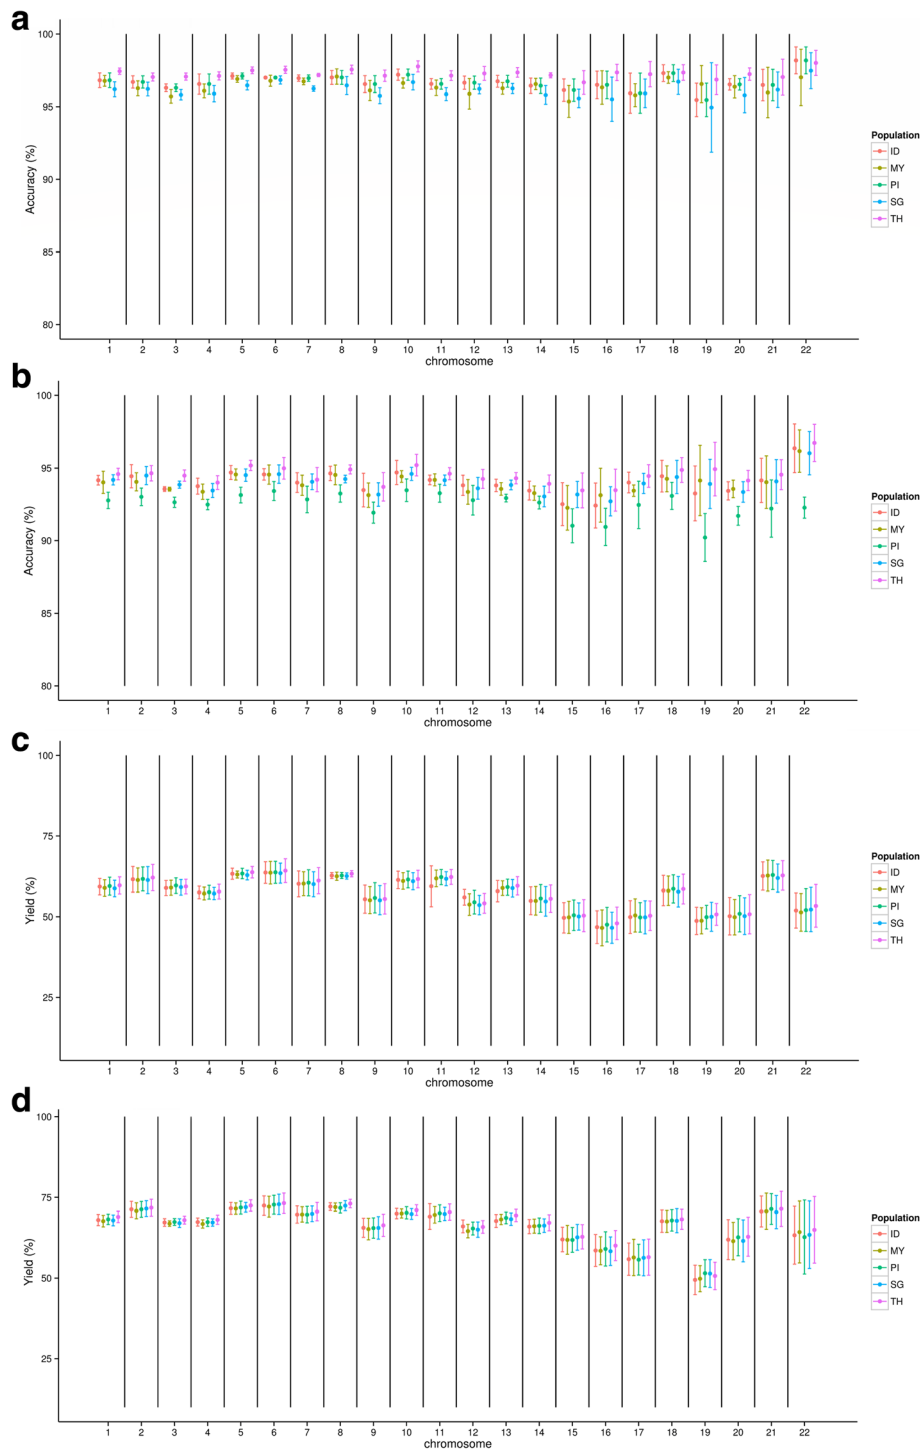 a
100
95
90
85
80
Accuracy (%)
1 2 3 4 5 6 7 8 9 10 11 12 13 14 15 16 17 18 19 20 21 22
chromosome
Population
ID
MY
PI
SG
TH
b
100
95
90
85
80
Accuracy (%)
1 2 3 4 5 6 7 8 9 10 11 12 13 14 15 16 17 18 19 20 21 22
chromosome
Population
ID
MY
PI
SG
TH
c
100
75
50
25
Yield (%)
1 2 3 4 5 6 7 8 9 10 11 12 13 14 15 16 17 18 19 20 21 22
chromosome
Population
ID
MY
PI
SG
TH
d
100
75
50
25
Yield (%)
1 2 3 4 5 6 7 8 9 10 11 12 13 14 15 16 17 18 19 20 21 22
chromosome
Population
ID
MY
PI
SG
TH